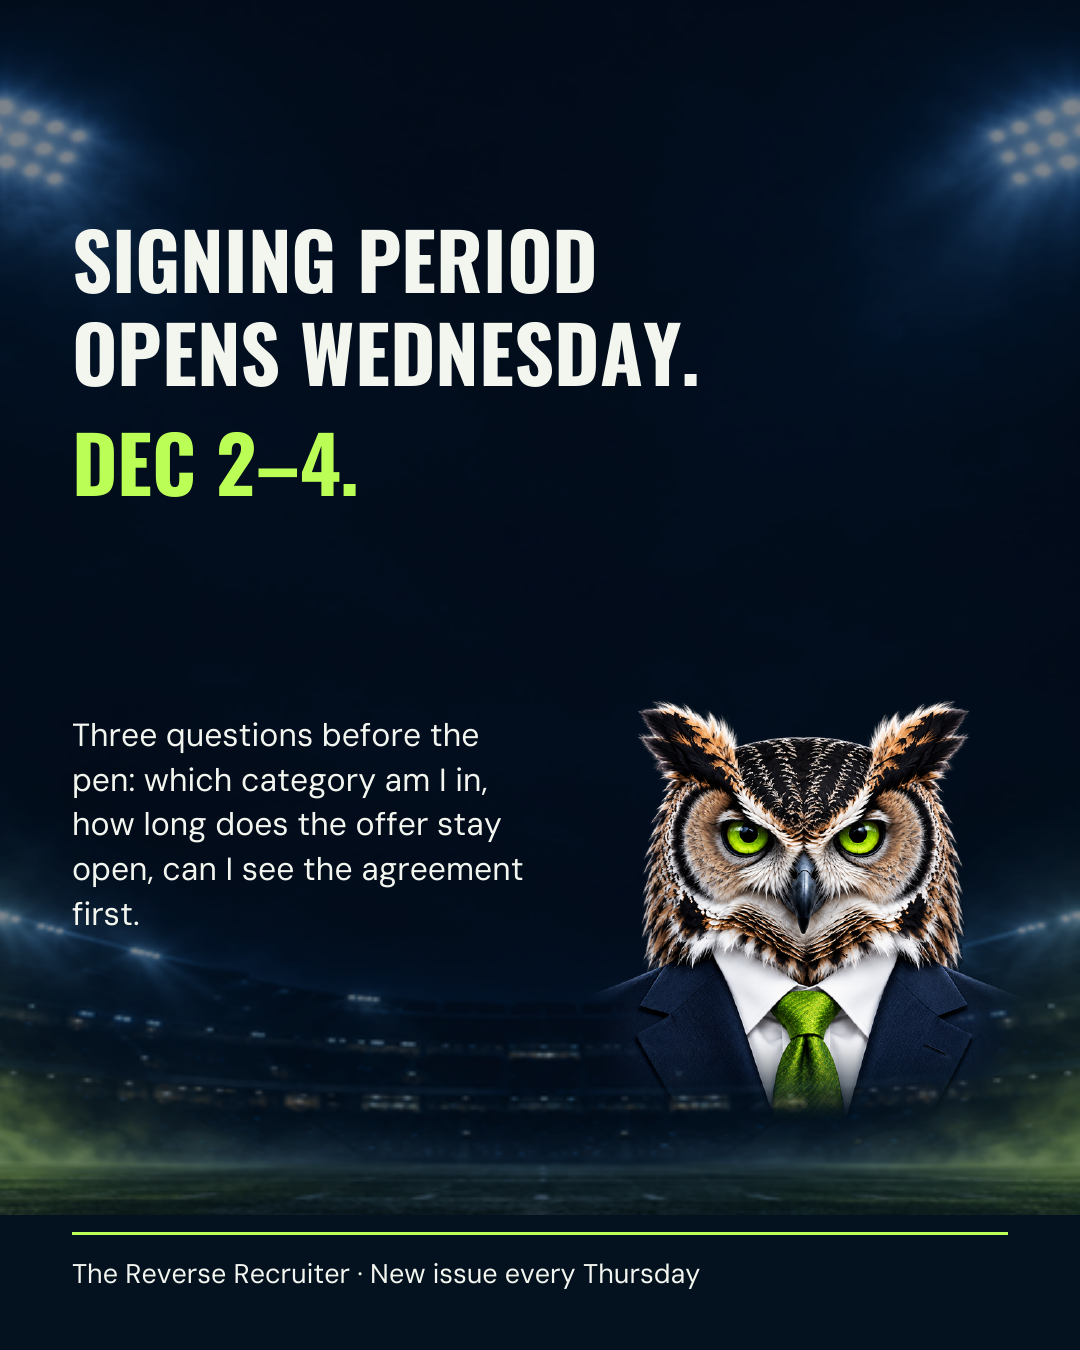 SIGNING PERIOD
OPENS WEDNESDAY.
DEC 2–4.
Three questions before the
pen: which category am I in,
how long does the offer stay
open, can I see the agreement
first.
The Reverse Recruiter · New issue every Thursday